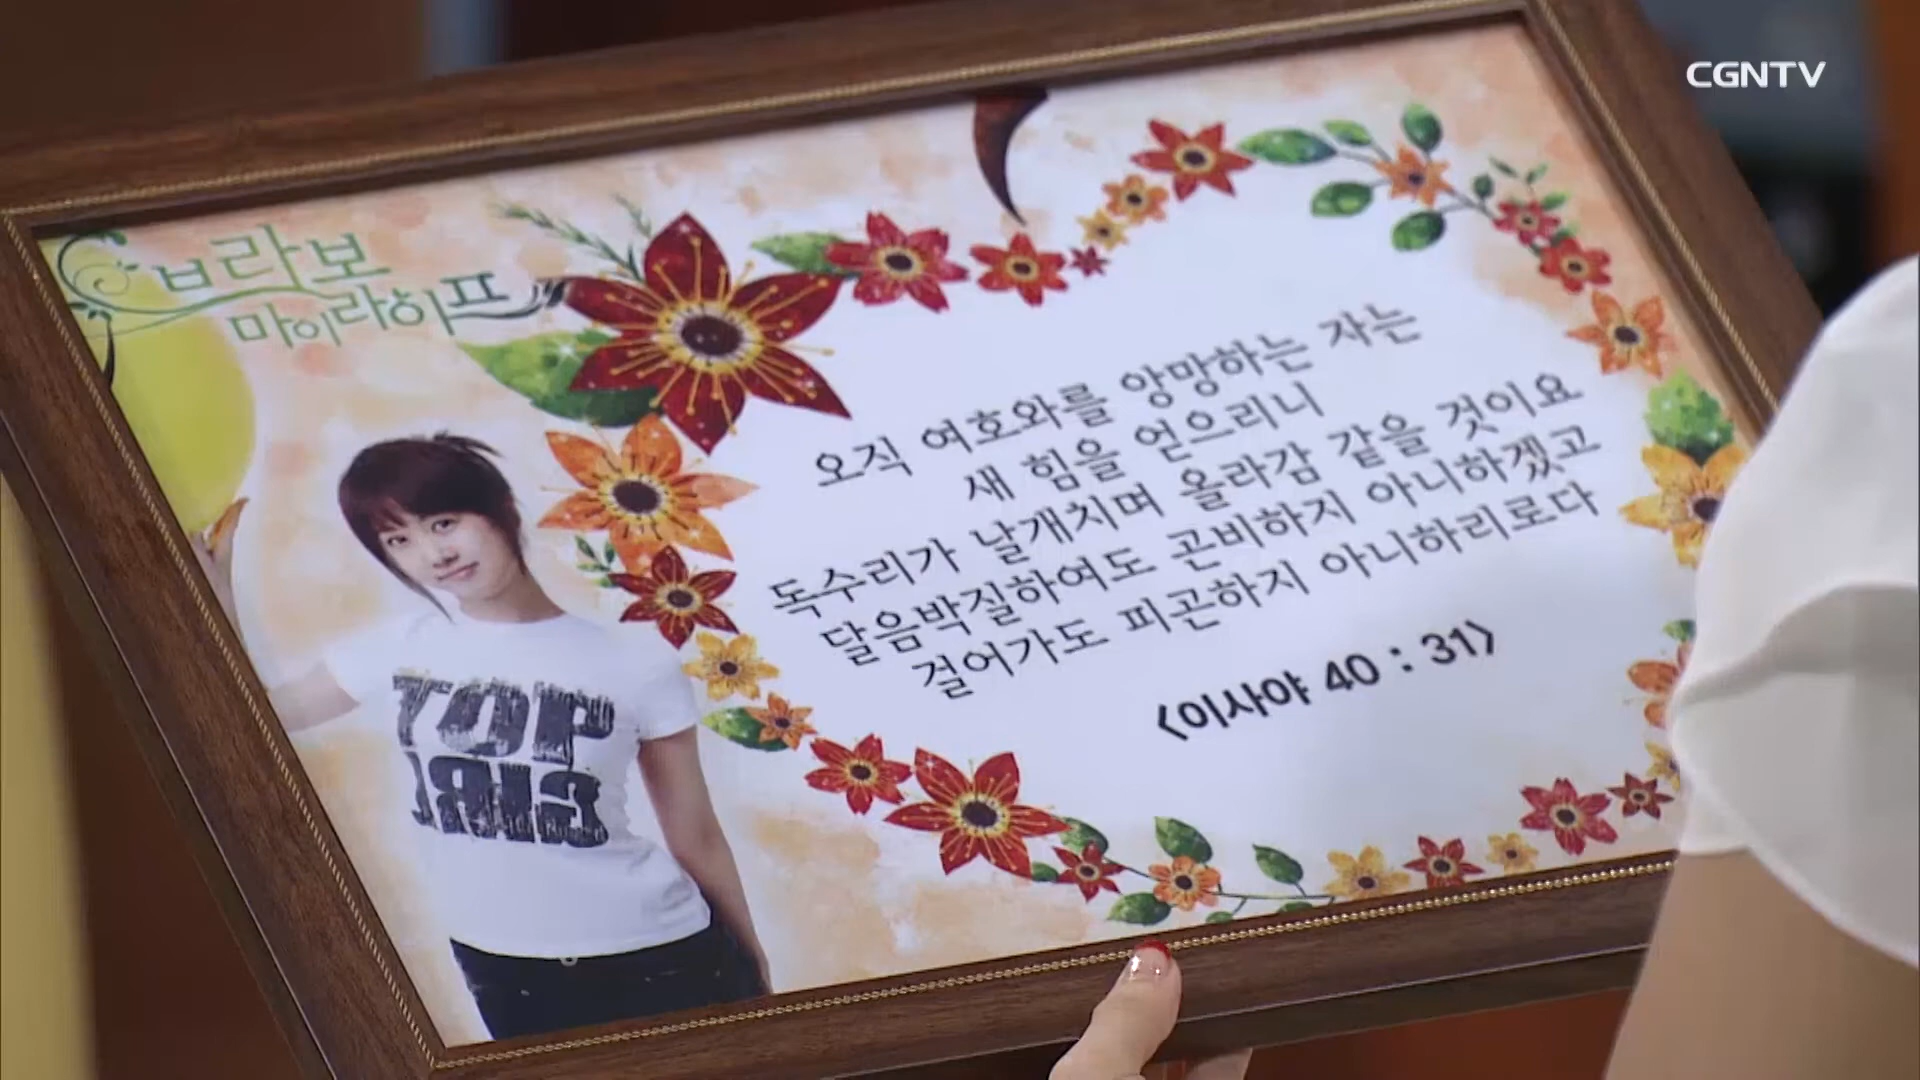 CGNTV
브라보
마이라이프
오직 여호와를 앙망하는 자는
새 힘을 얻으리니
독수리가 날개치며 올라감 같을 것이요
달음박질하여도 곤비하지 아니하겠고
걸어가도 피곤하지 아니하리로다
<이사야 40 : 31>
TOP